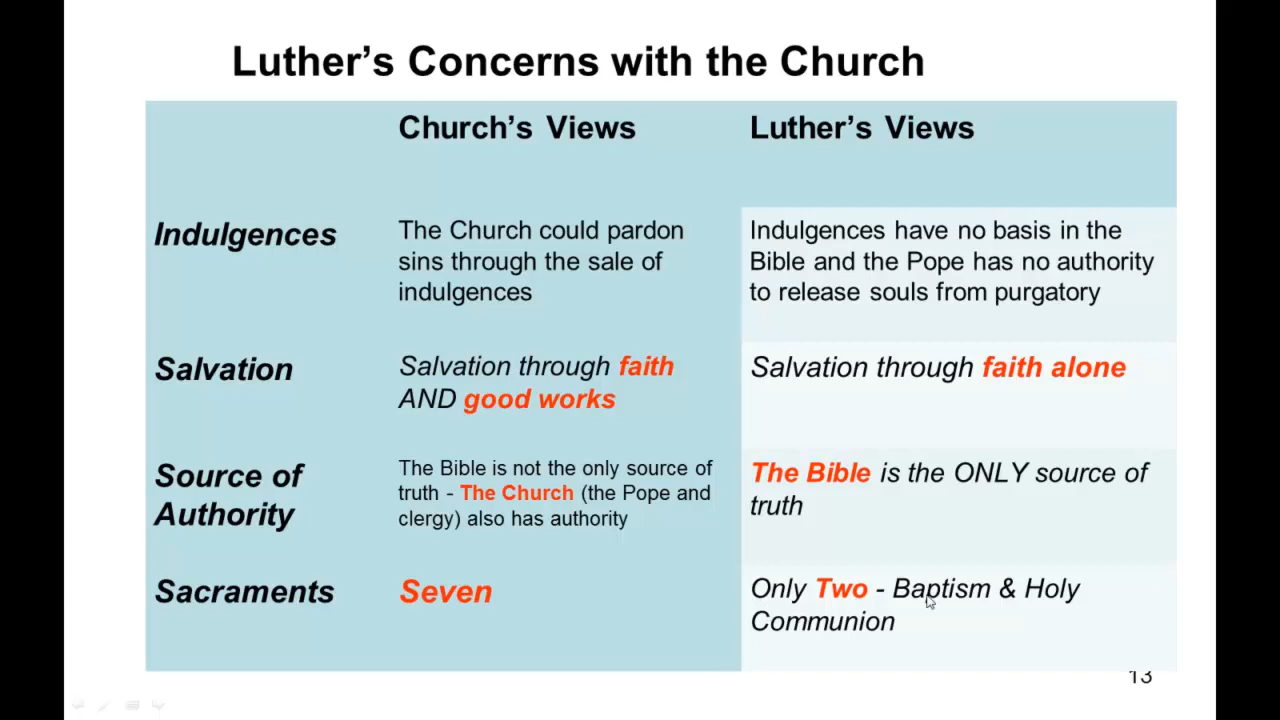 Luther’s Concerns with the Church
Church’s Views
Luther’s Views
Indulgences
The Church could pardon
sins through the sale of
indulgences
Indulgences have no basis in the
Bible and the Pope has no authority
to release souls from purgatory
Salvation
Salvation through faith
AND good works
Salvation through faith alone
Source of
Authority
The Bible is not the only source of
truth - The Church (the Pope and
clergy) also has authority
The Bible is the ONLY source of
truth
Sacraments
Seven
Only Two - Baptism & Holy
Communion
13